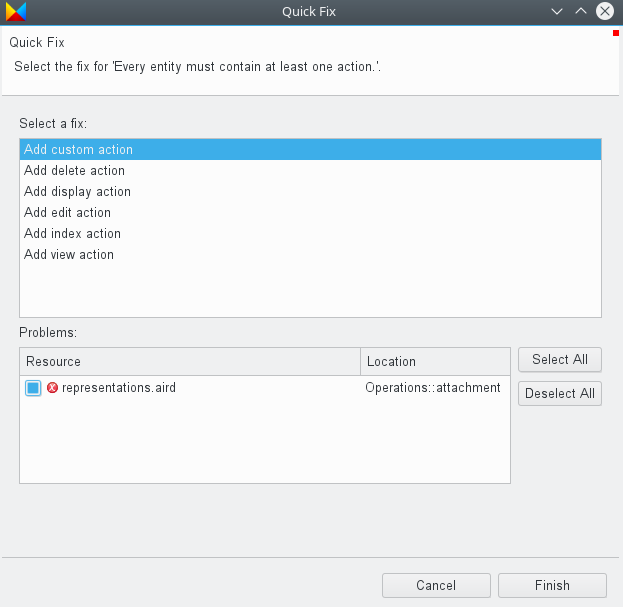 Quick Fix
Quick Fix
Select the fix for 'Every entity must contain at least one action.'.
Select a fix:
Add custom action
Add delete action
Add display action
Add edit action
Add index action
Add view action
Problems:
Resource Location
representations.aird Operations::attachment
Select All
Deselect All
Cancel Finish